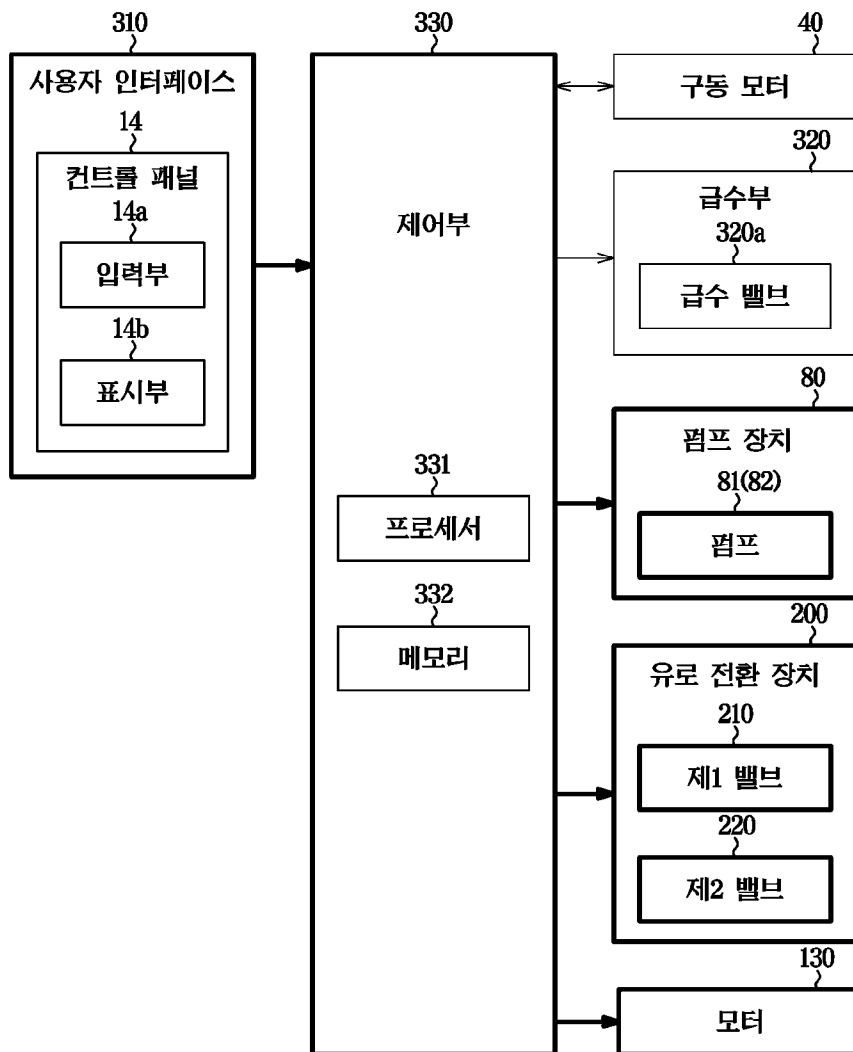 310
사용자 인터페이스
14
컨트롤 패널
14a
입력부
14b
표시부
330
제어부
331
프로세서
332
메모리
40
구동 모터
320
급수부
320a
급수 밸브
80
펌프 장치
81(82)
펌프
200
유로 전환 장치
210
제1 밸브
220
제2 밸브
130
모터